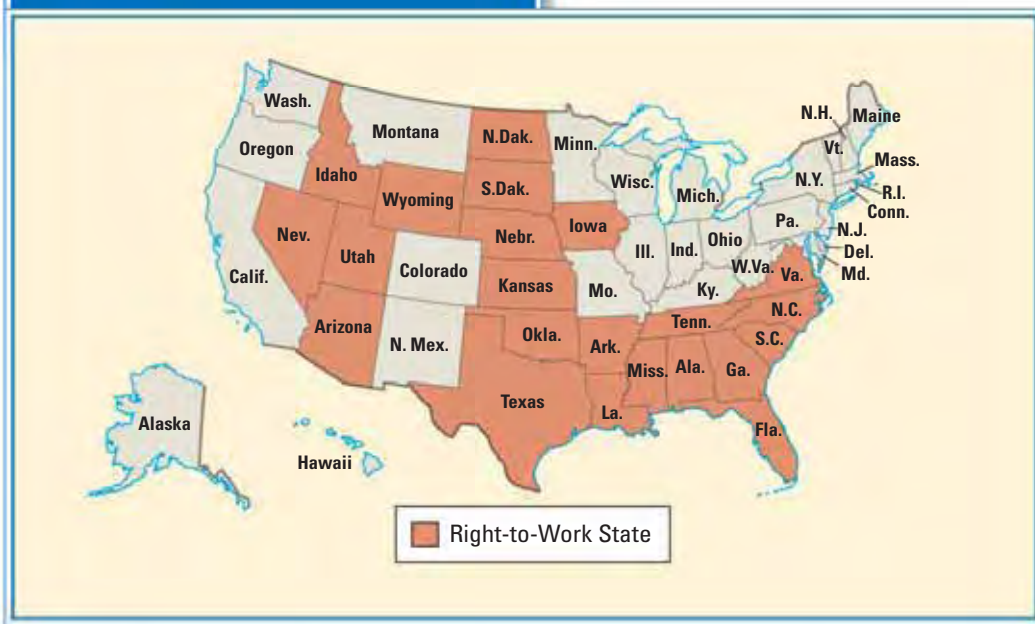 Wash.
Montana
N.Dak.
Minn.
N.H.
Maine
Vt.
Mass.
Oregon
Idaho
S.Dak.
Wisc.
Mich.
N.Y.
R.I.
Conn.
Wyoming
Pa.
N.J.
Nev.
Nebr.
Iowa
Ohio
Del.
Utah
Ill.
Ind.
W.Va.
Va.
Md.
Calif.
Colorado
Kansas
Mo.
Ky.
N.C.
Arizona
N. Mex.
Okla.
Ark.
Tenn.
S.C.
Miss.
Ala.
Ga.
Texas
La.
Fla.
Alaska
Hawaii
Right-to-Work State